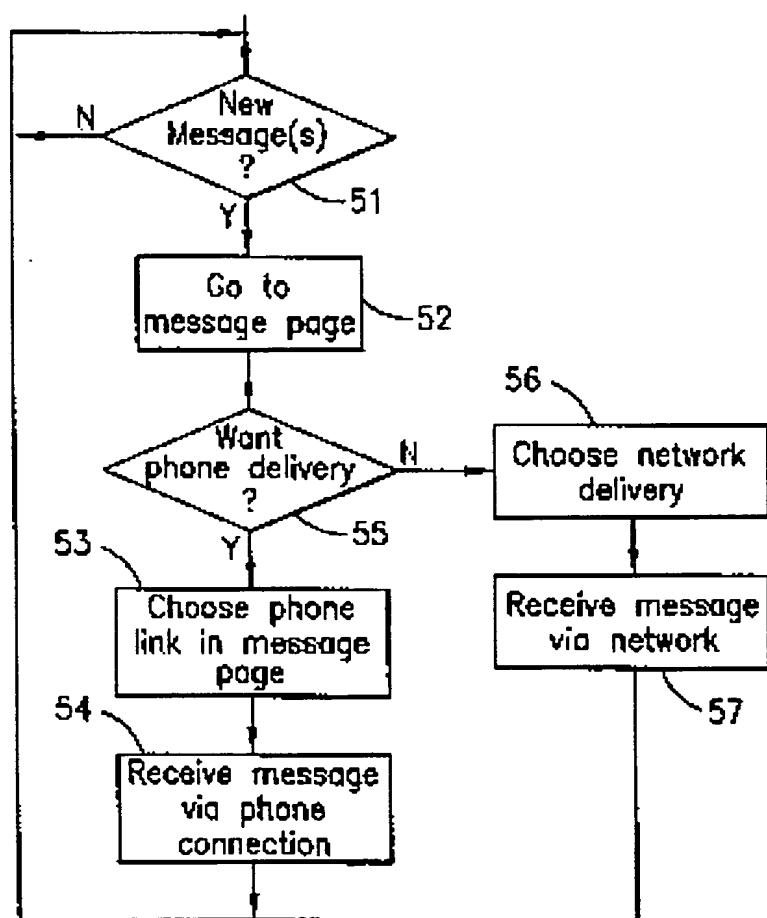 New
Message(s)
?
N
51
Y
Go to
message page
52
Want
phone delivery
?
N
55
Y
56
Choose network
delivery
53
Choose phone
link in message
page
Receive message
via network
57
54
Receive message
via phone
connection